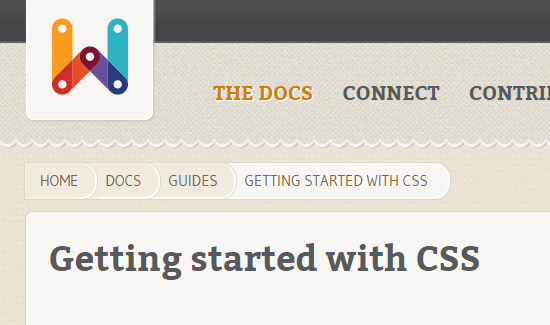 THE DOCS CONNECT CONTRI
HOME DOCS GUIDES GETTING STARTED WITH CSS
Getting started with CSS